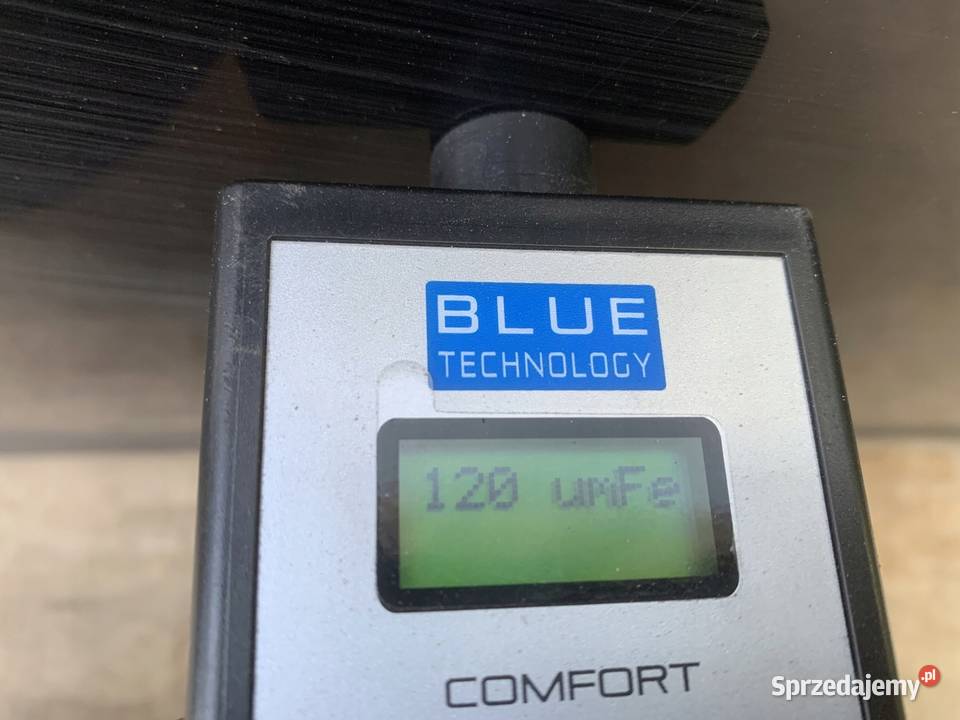 BLUE
TECHNOLOGY
120 umFe
COMFORT
Sprzedajemy.pl